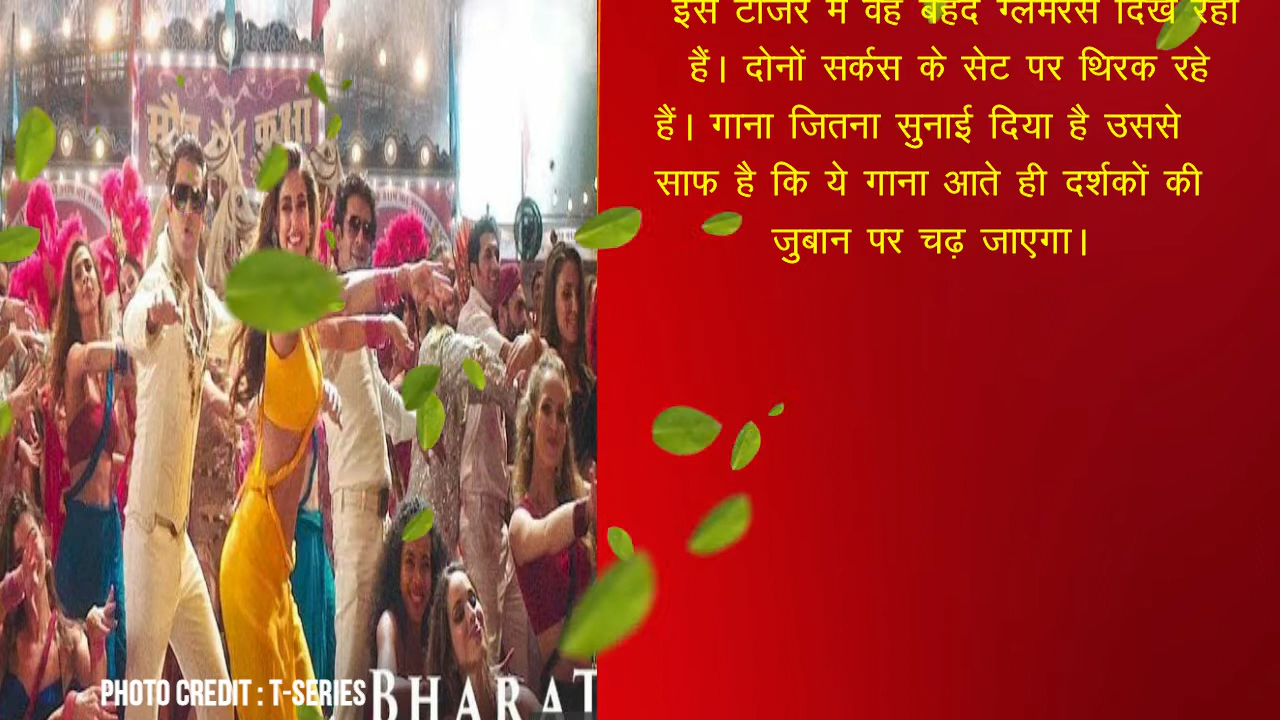 मौत का कुआं
PHOTO CREDIT : T-SERIES
BHARAT
इस टीजर में वह बेहद ग्लैमरस दिख रही
हैं। दोनों सर्कस के सेट पर थिरक रहे
हैं। गाना जितना सुनाई दिया है उससे
साफ है कि ये गाना आते ही दर्शकों की
जुबान पर चढ़ जाएगा।